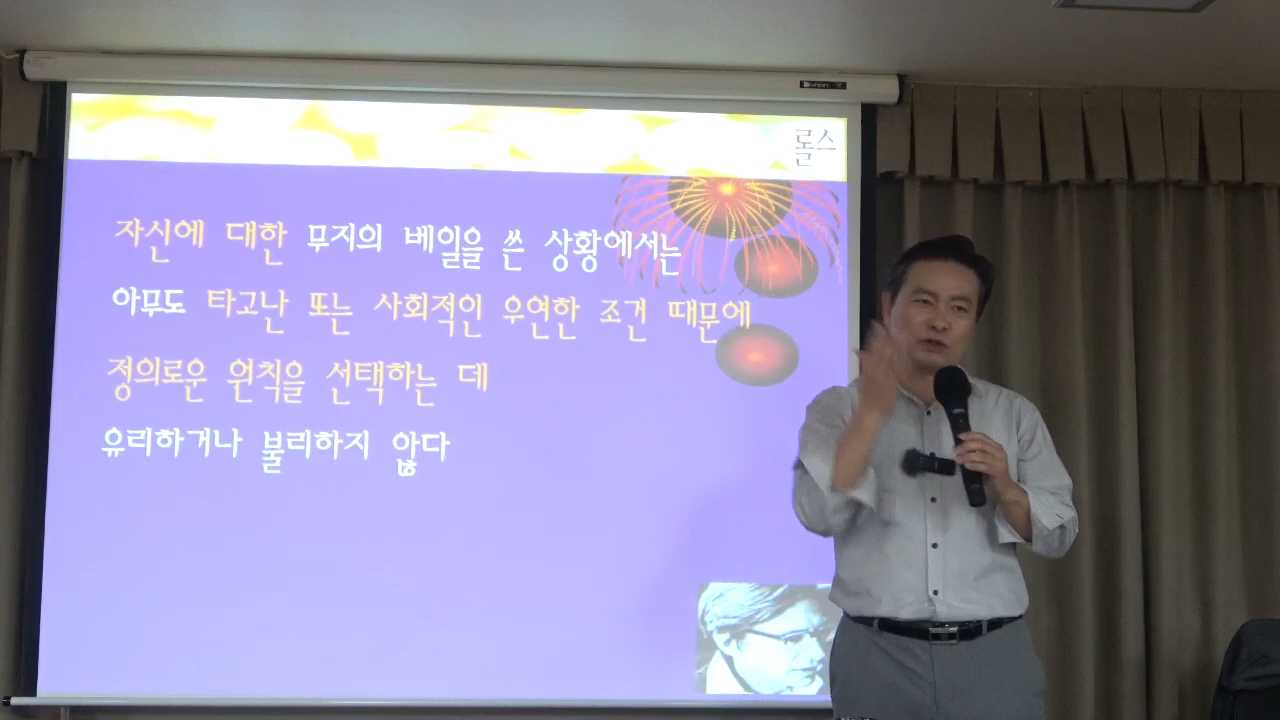 롤스
자신에 대한 무지의 베일을 쓴 상황에서는
아무도 타고난 또는 사회적인 우연한 조건 때문에
정의로운 원칙을 선택하는 데
유리하거나 불리하지 않다